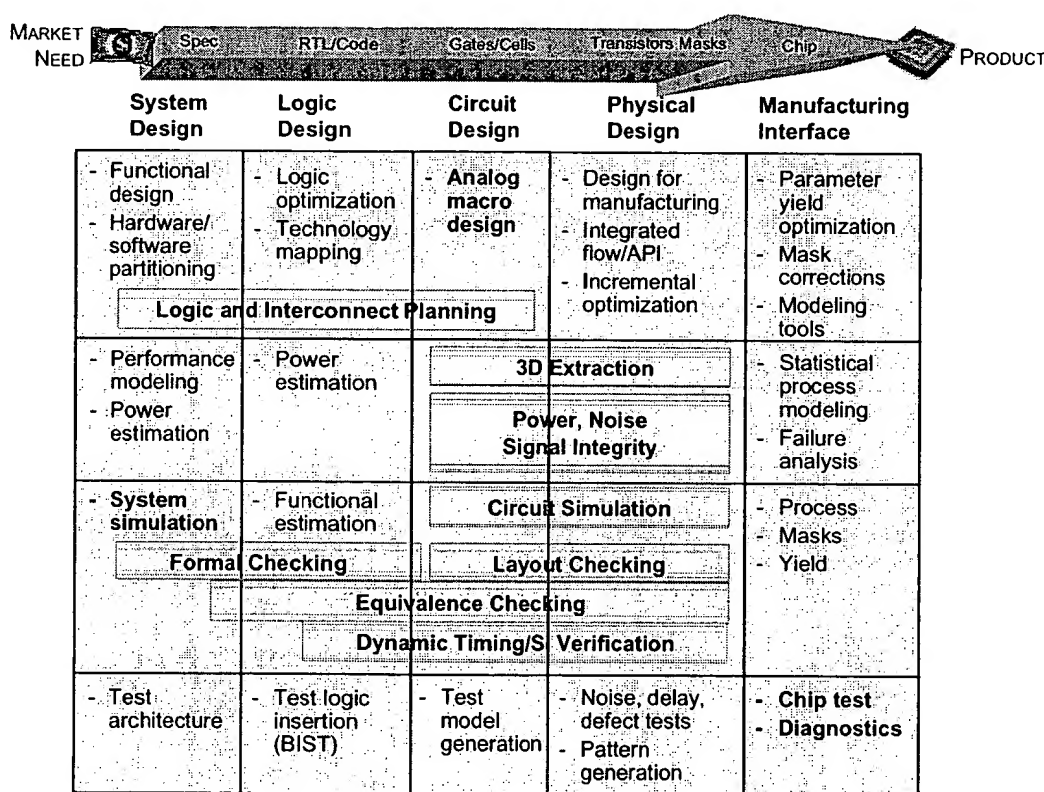 MARKET
NEED
Spec
RTL/Code
Gates/Cells
Transistors Masks
Chip
PRODUCT
System
Design
Logic
Design
Circuit
Design
Physical
Design
Manufacturing
Interface
- Functional
design
- Hardware/
software
partitioning
- Logic
optimization
- Technology
mapping
- Analog
macro
design
- Design for
manufacturing
- Integrated
flow/API
- Incremental
optimization
- Parameter
yield
optimization
- Mask
corrections
- Modeling
tools
Logic and Interconnect Planning
- Performance
modeling
- Power
estimation
- Power
estimation
3D Extraction
Power, Noise
Signal Integrity
- Statistical
process
modeling
- Failure
analysis
- System
simulation
- Functional
estimation
Circuit Simulation
- Process
- Masks
- Yield
Formal Checking
Layout Checking
Equivalence Checking
Dynamic Timing/SI Verification
- Test
architecture
- Test logic
insertion
(BIST)
- Test
model
generation
- Noise, delay,
defect tests
- Pattern
generation
- Chip test
- Diagnostics